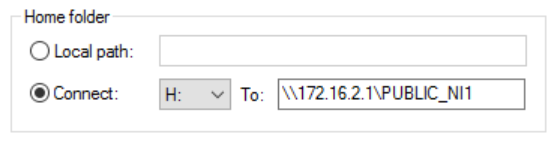 Home folder
Local path:
Connect: H: To: \\172.16.2.1\PUBLIC_NI1